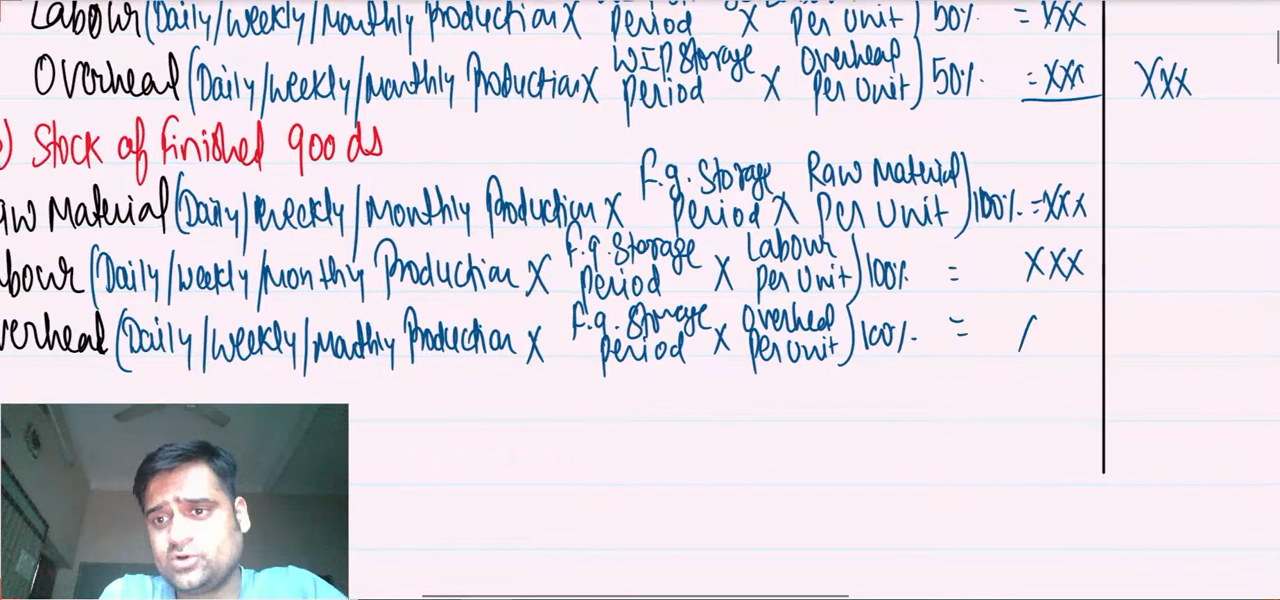 Labour (Daily/weekly/Monthly production X Period X Per Unit) 50% = XXX
Overhead (Daily/weekly/Monthly Production X WIP Storage Period X Overhead Per Unit) 50% = XXX XXX
) Stock of Finished goods
aw Material (Daily/weekly/Monthly Production X F.g. Storage Period X Raw Material Per Unit) 100% = XXX
bour (Daily/weekly/monthly Production X F.g. Storage Period X Labour Per Unit) 100% = XXX
verhead (Daily/weekly/Monthly Production X F.g. Storage Period X Overhead Per Unit) 100% = /